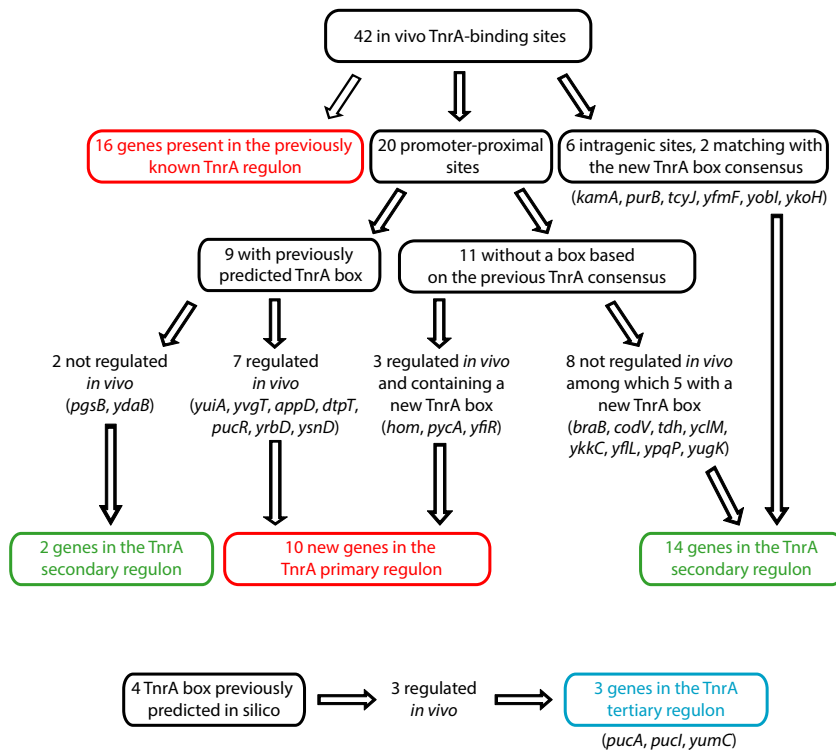 42 in vivo TnrA-binding sites
16 genes present in the previously
known TnrA regulon
20 promoter-proximal
sites
6 intragenic sites, 2 matching with
the new TnrA box consensus
(kamA, purB, tcyJ, yfmF, yobI, ykoH)
9 with previously
predicted TnrA box
11 without a box based
on the previous TnrA consensus
2 not regulated
in vivo
(pgsB, ydaB)
7 regulated
in vivo
(yuiA, yvgT, appD, dtpT,
pucR, yrbD, ysnD)
3 regulated in vivo
and containing a
new TnrA box
(hom, pycA, yfiR)
8 not regulated in vivo
among which 5 with a
new TnrA box
(braB, codV, tdh, yclM,
ykkC, yflL, ypqP, yugK)
2 genes in the TnrA
secondary regulon
10 new genes in the
TnrA primary regulon
14 genes in the TnrA
secondary regulon
4 TnrA box previously
predicted in silico
3 regulated
in vivo
3 genes in the TnrA
tertiary regulon
(pucA, pucI, yumC)